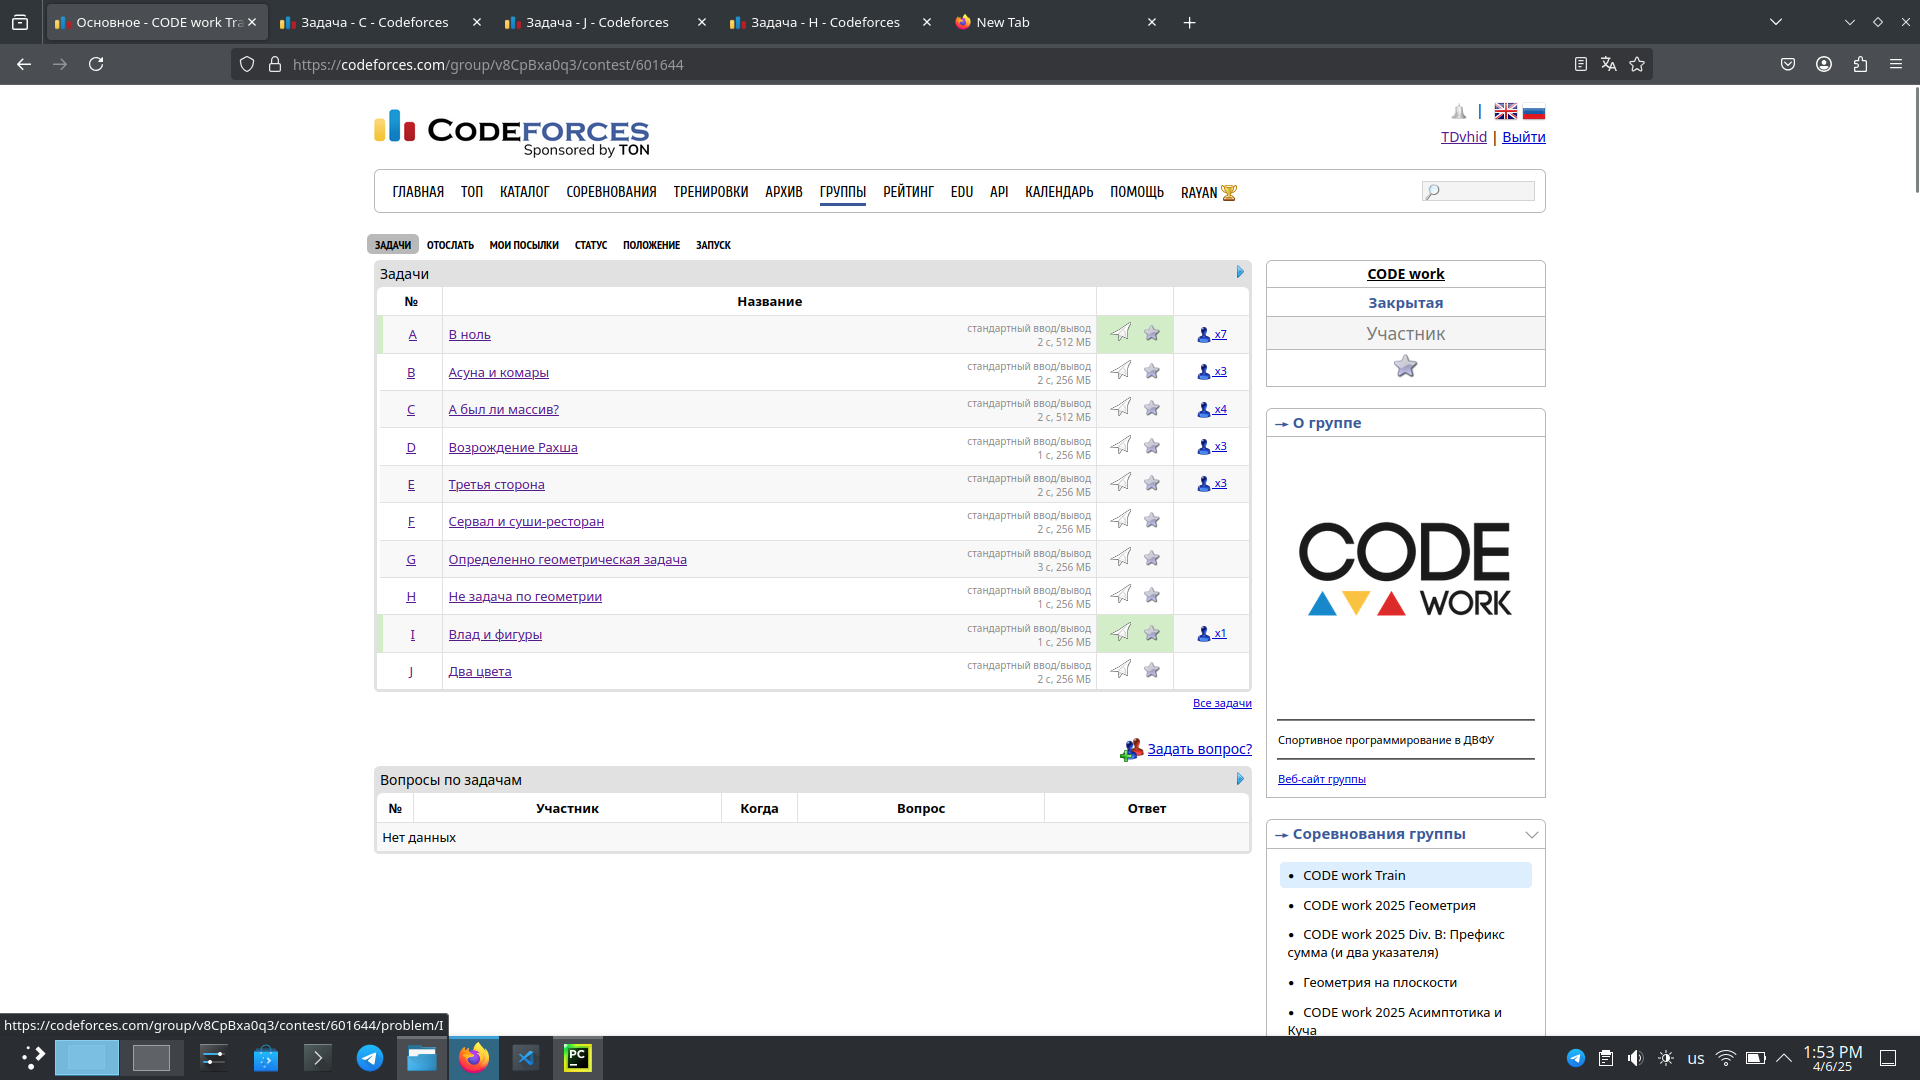 Основное - CODE work Tra
Задача - C - Codeforces
Задача - J - Codeforces
Задача - H - Codeforces
New Tab
https://codeforces.com/group/v8CpBxa0q3/contest/601644
CODEFORCES
Sponsored by TON
|
TDvhid | Выйти
ГЛАВНАЯ ТОП КАТАЛОГ СОРЕВНОВАНИЯ ТРЕНИРОВКИ АРХИВ ГРУППЫ РЕЙТИНГ EDU API КАЛЕНДАРЬ ПОМОЩЬ RAYAN
ЗАДАЧИ ОТОСЛАТЬ МОИ ПОСЫЛКИ СТАТУС ПОЛОЖЕНИЕ ЗАПУСК
Задачи
№ Название
A В ноль стандартный ввод/вывод x7
2 с, 512 МБ
B Асуна и комары стандартный ввод/вывод x3
2 с, 256 МБ
C А был ли массив? стандартный ввод/вывод x4
2 с, 512 МБ
D Возрождение Рахша стандартный ввод/вывод x3
1 с, 256 МБ
E Третья сторона стандартный ввод/вывод x3
2 с, 256 МБ
F Сервал и суши-ресторан стандартный ввод/вывод
2 с, 256 МБ
G Определенно геометрическая задача стандартный ввод/вывод
3 с, 256 МБ
H Не задача по геометрии стандартный ввод/вывод
1 с, 256 МБ
I Влад и фигуры стандартный ввод/вывод x1
1 с, 256 МБ
J Два цвета стандартный ввод/вывод
2 с, 256 МБ
Все задачи
Задать вопрос?
Вопросы по задачам
№ Участник Когда Вопрос Ответ
Нет данных
CODE work
Закрытая
Участник
→ О группе
CODE
WORK
Спортивное программирование в ДВФУ
Веб-сайт группы
→ Соревнования группы
• CODE work Train
• CODE work 2025 Геометрия
• CODE work 2025 Div. B: Префикс
сумма (и два указателя)
• Геометрия на плоскости
• CODE work 2025 Асимптотика и
Куча
https://codeforces.com/group/v8CpBxa0q3/contest/601644/problem/I
PC
us
1:53 PM
4/6/25